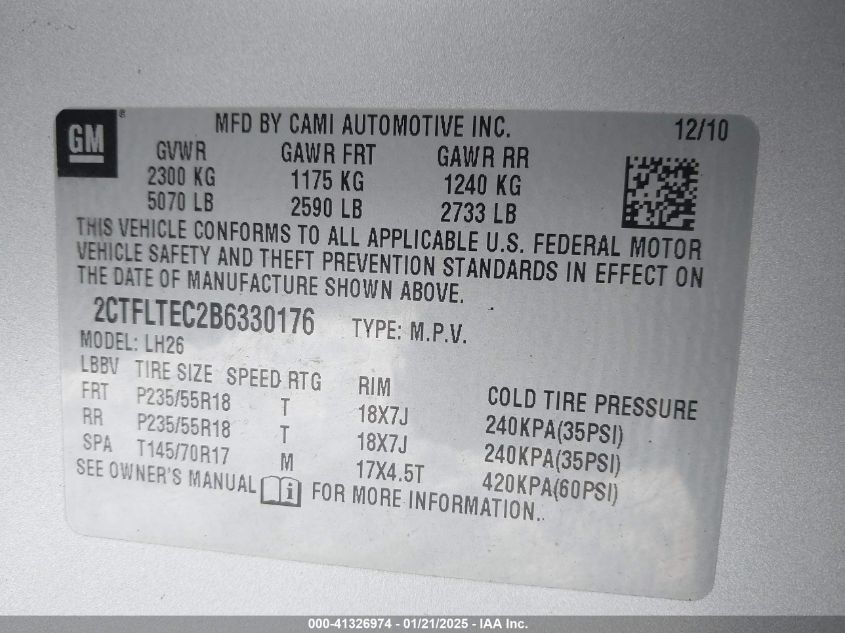 GM ®
MFD BY CAMI AUTOMOTIVE INC. 12/10
GVWR GAWR FRT GAWR RR
2300 KG 1175 KG 1240 KG
5070 LB 2590 LB 2733 LB
THIS VEHICLE CONFORMS TO ALL APPLICABLE U.S. FEDERAL MOTOR
VEHICLE SAFETY AND THEFT PREVENTION STANDARDS IN EFFECT ON
THE DATE OF MANUFACTURE SHOWN ABOVE.
2CTFLTEC2B6330176 TYPE: M.P.V.
MODEL: LH26
LBBV TIRE SIZE SPEED RTG RIM COLD TIRE PRESSURE
FRT P235/55R18 T 18X7J 240KPA(35PSI)
RR P235/55R18 T 18X7J 240KPA(35PSI)
SPA T145/70R17 M 17X4.5T 420KPA(60PSI)
SEE OWNER'S MANUAL i FOR MORE INFORMATION.
000-41326974 - 01/21/2025 - IAA Inc.